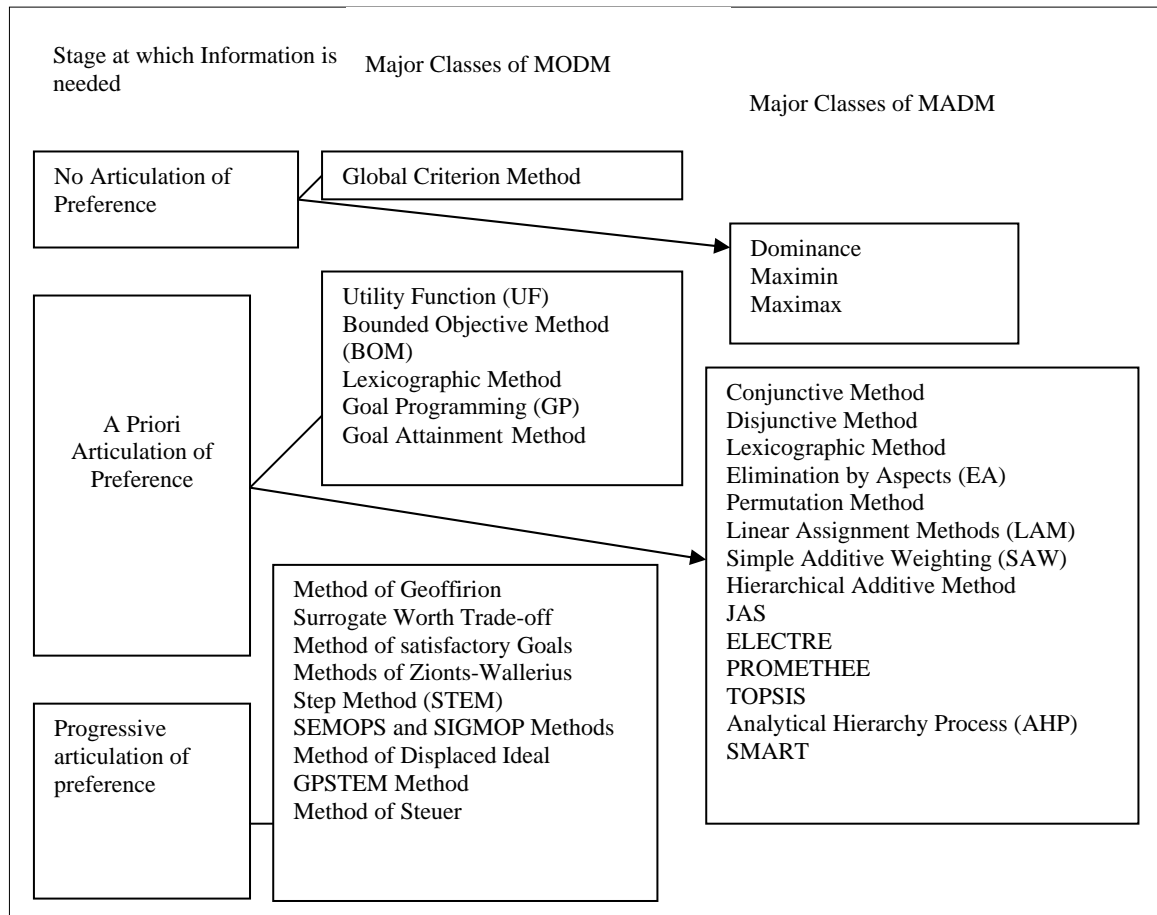 Stage at which Information is
needed
Major Classes of MODM
Major Classes of MADM
No Articulation of
Preference
Global Criterion Method
Dominance
Maximin
Maximax
A Priori
Articulation of
Preference
Utility Function (UF)
Bounded Objective Method
(BOM)
Lexicographic Method
Goal Programming (GP)
Goal Attainment Method
Conjunctive Method
Disjunctive Method
Lexicographic Method
Elimination by Aspects (EA)
Permutation Method
Linear Assignment Methods (LAM)
Simple Additive Weighting (SAW)
Hierarchical Additive Method
JAS
ELECTRE
PROMETHEE
TOPSIS
Analytical Hierarchy Process (AHP)
SMART
Progressive
articulation of
preference
Method of Geoffirion
Surrogate Worth Trade-off
Method of satisfactory Goals
Methods of Zionts-Wallerius
Step Method (STEM)
SEMOPS and SIGMOP Methods
Method of Displaced Ideal
GPSTEM Method
Method of Steuer